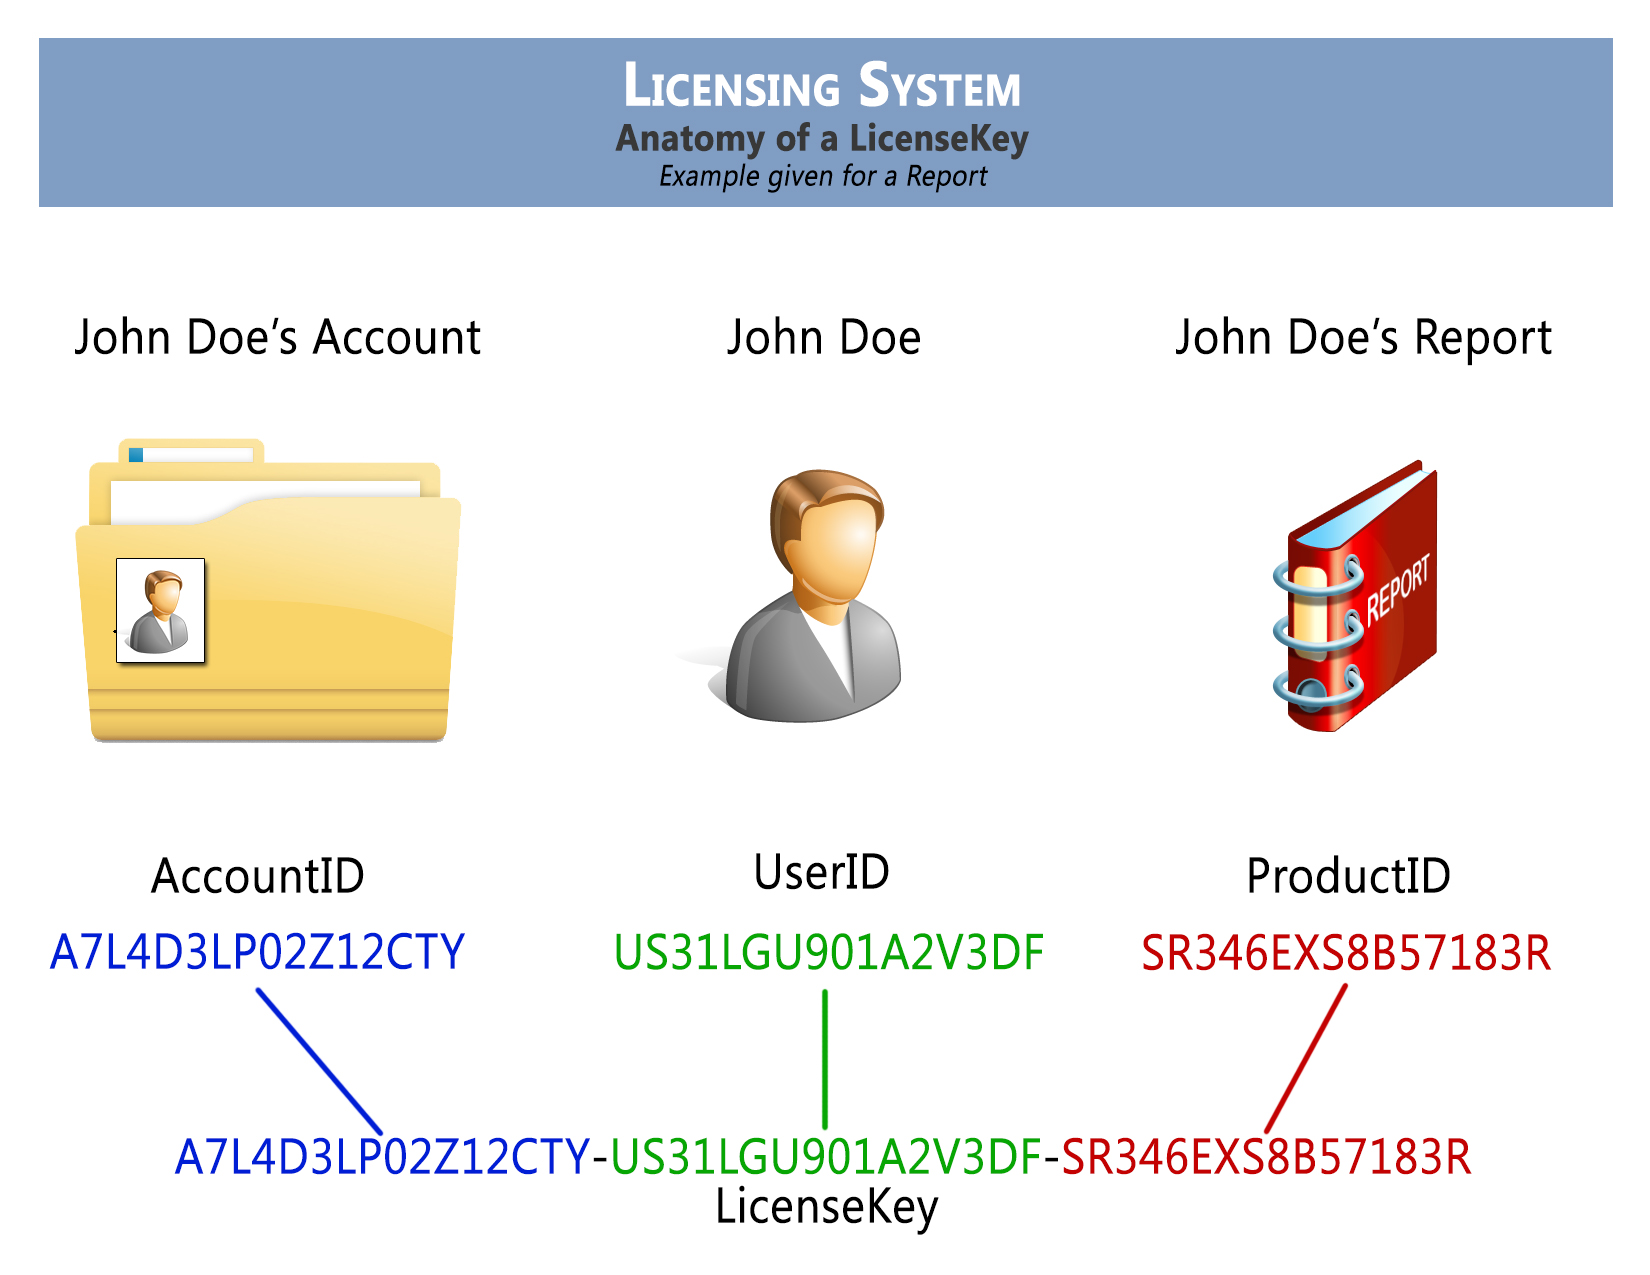 LICENSING SYSTEM
Anatomy of a LicenseKey
Example given for a Report
John Doe's Account
John Doe
John Doe's Report
REPORT
AccountID
UserID
ProductID
A7L4D3LP02Z12CTY
US31LGU901A2V3DF
SR346EXS8B57183R
A7L4D3LP02Z12CTY-US31LGU901A2V3DF-SR346EXS8B57183R
LicenseKey